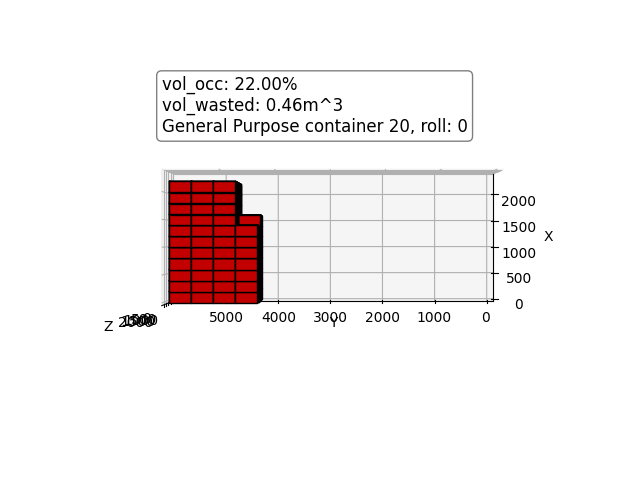 vol_occ: 22.00%
vol_wasted: 0.46m^3
General Purpose container 20, roll: 0
2000
1500
X
1000
500
0
Z
5000
4000
3000
Y
2000
1000
0